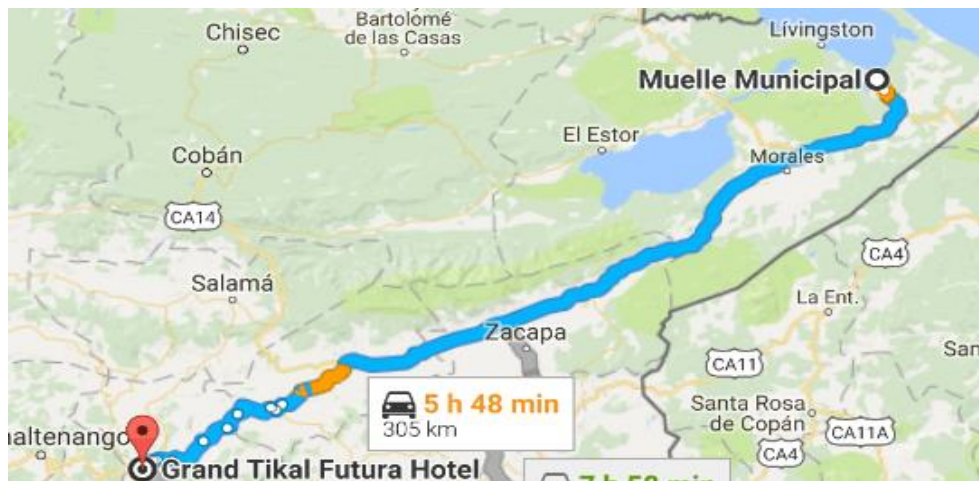 Chisec
Bartolomé
de las Casas
Lívingston
Muelle Municipal
El Estor
Cobán
Morales
CA14
CA4
Salamá
La Ent.
Zacapa
San
CA11
5 h 48 min
305 km
Santa Rosa
de Copán
CA11A
naltenango
CA4
Grand Tikal Futura Hotel